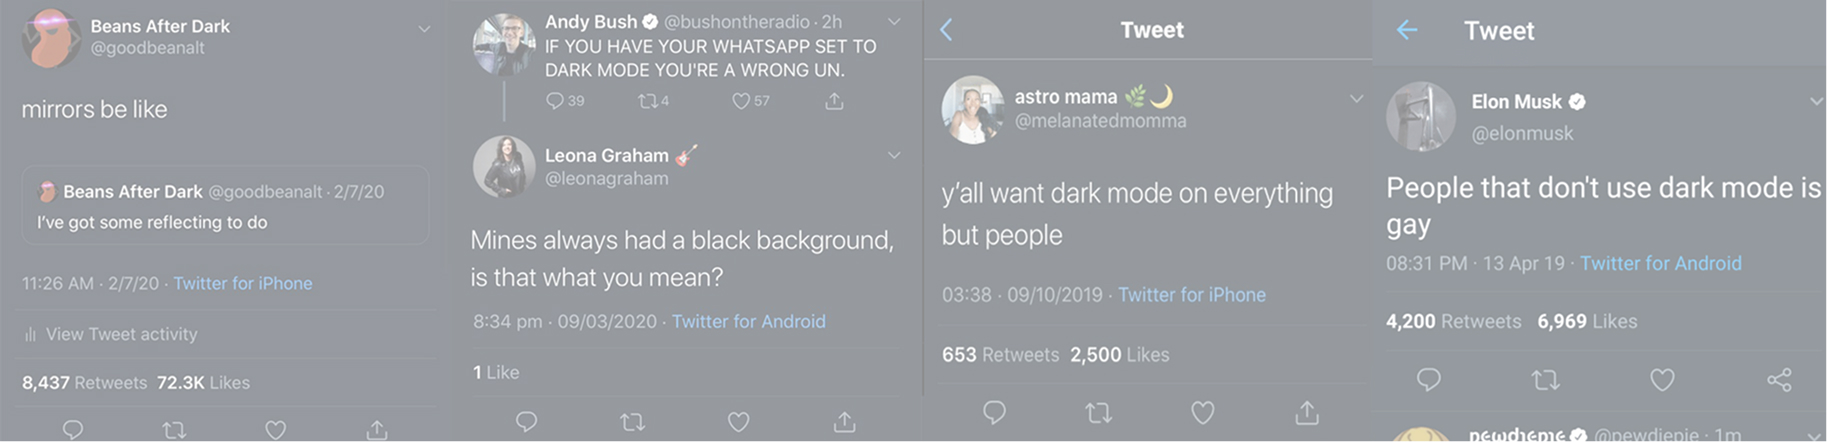 Beans After Dark
@goodbeanalt
mirrors be like
Beans After Dark @goodbeanalt · 2/7/20
I've got some reflecting to do
11:26 AM · 2/7/20 · Twitter for iPhone
View Tweet activity
8,437 Retweets 72.3K Likes
Andy Bush @bushontheradio · 2h
IF YOU HAVE YOUR WHATSAPP SET TO
DARK MODE YOU'RE A WRONG UN.
39 4 57
Leona Graham 🎸
@leonagraham
Mines always had a black background,
is that what you mean?
8:34 pm · 09/03/2020 · Twitter for Android
1 Like
Tweet
astro mama 🌿🌙
@melanatedmomma
y'all want dark mode on everything
but people
03:38 · 09/10/2019 · Twitter for iPhone
653 Retweets 2,500 Likes
Tweet
Elon Musk
@elonmusk
People that don't use dark mode is
gay
08:31 PM · 13 Apr 19 · Twitter for Android
4,200 Retweets 6,969 Likes
pewdiepie @pewdiepie · 1m